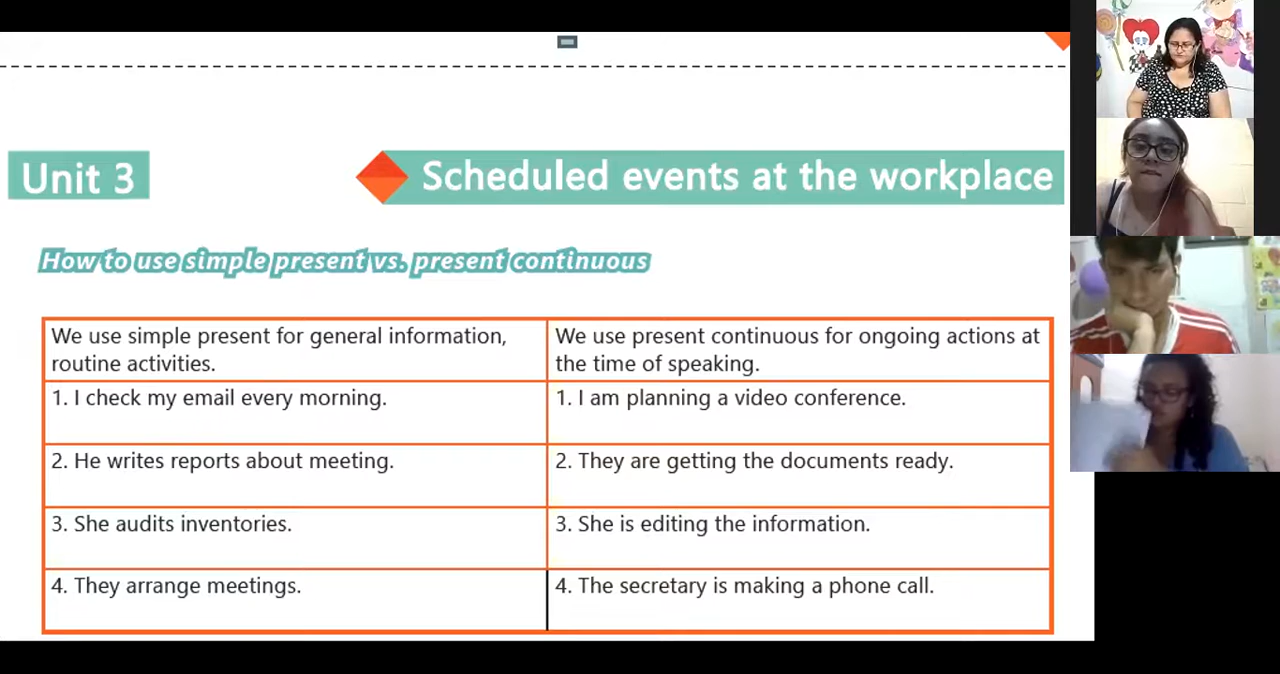 Unit 3
Scheduled events at the workplace
How to use simple present vs. present continuous
We use simple present for general information,
routine activities.
We use present continuous for ongoing actions at
the time of speaking.
1. I check my email every morning.
1. I am planning a video conference.
2. He writes reports about meeting.
2. They are getting the documents ready.
3. She audits inventories.
3. She is editing the information.
4. They arrange meetings.
4. The secretary is making a phone call.